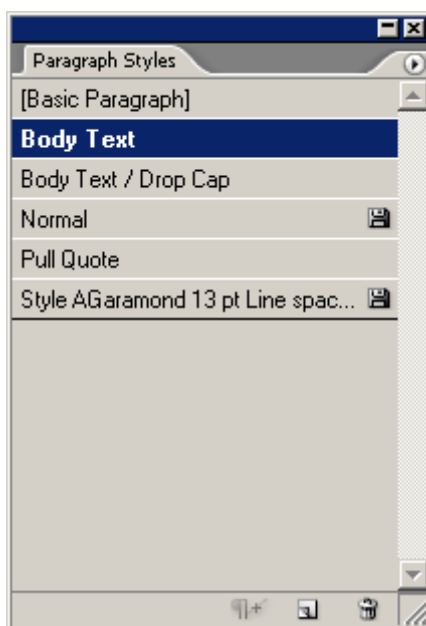 Paragraph Styles
[Basic Paragraph]
Body Text
Body Text / Drop Cap
Normal
Pull Quote
Style AGaramond 13 pt Line spac...